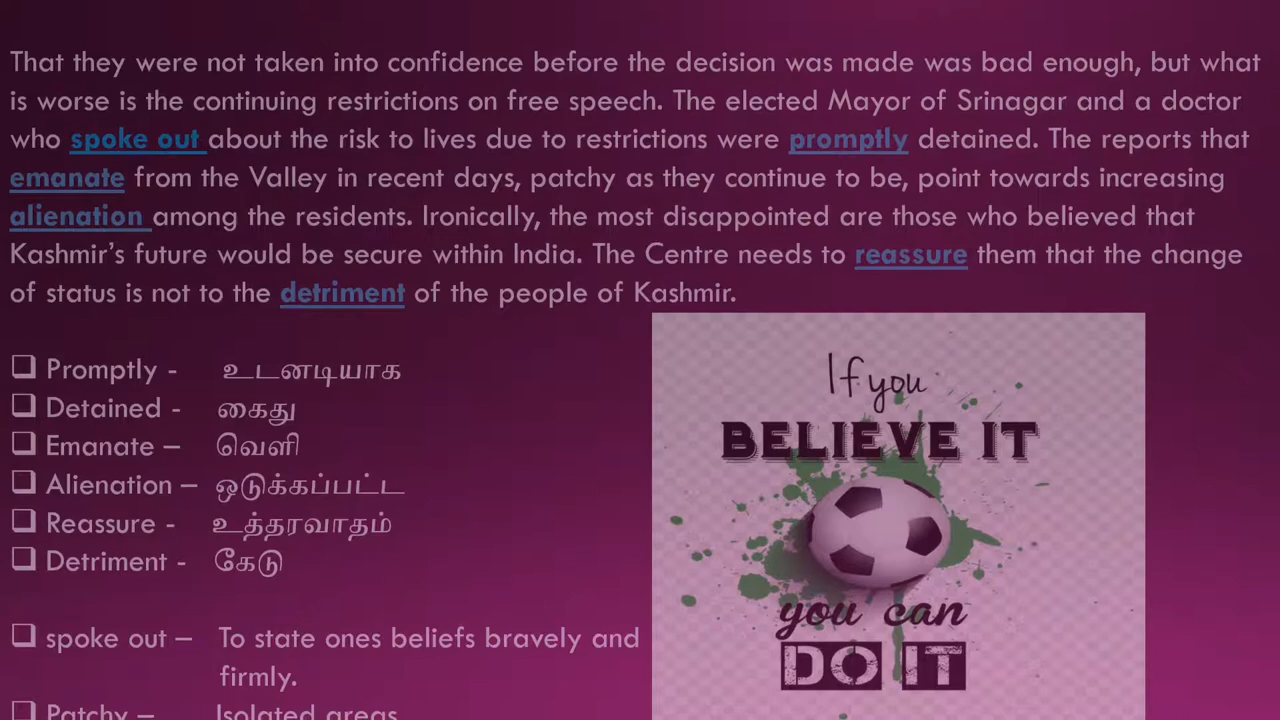 That they were not taken into confidence before the decision was made was bad enough, but what
is worse is the continuing restrictions on free speech. The elected Mayor of Srinagar and a doctor
who spoke out about the risk to lives due to restrictions were promptly detained. The reports that
emanate from the Valley in recent days, patchy as they continue to be, point towards increasing
alienation among the residents. Ironically, the most disappointed are those who believed that
Kashmir’s future would be secure within India. The Centre needs to reassure them that the change
of status is not to the detriment of the people of Kashmir.
Promptly - உடனடியாக
Detained - கைது
Emanate – வெளி
Alienation – ஒடுக்கப்பட்ட
Reassure - உத்தரவாதம்
Detriment - கேடு
spoke out – To state ones beliefs bravely and
firmly.
Patchy – Isolated areas
If you
BELIEVE IT
you can
DO IT